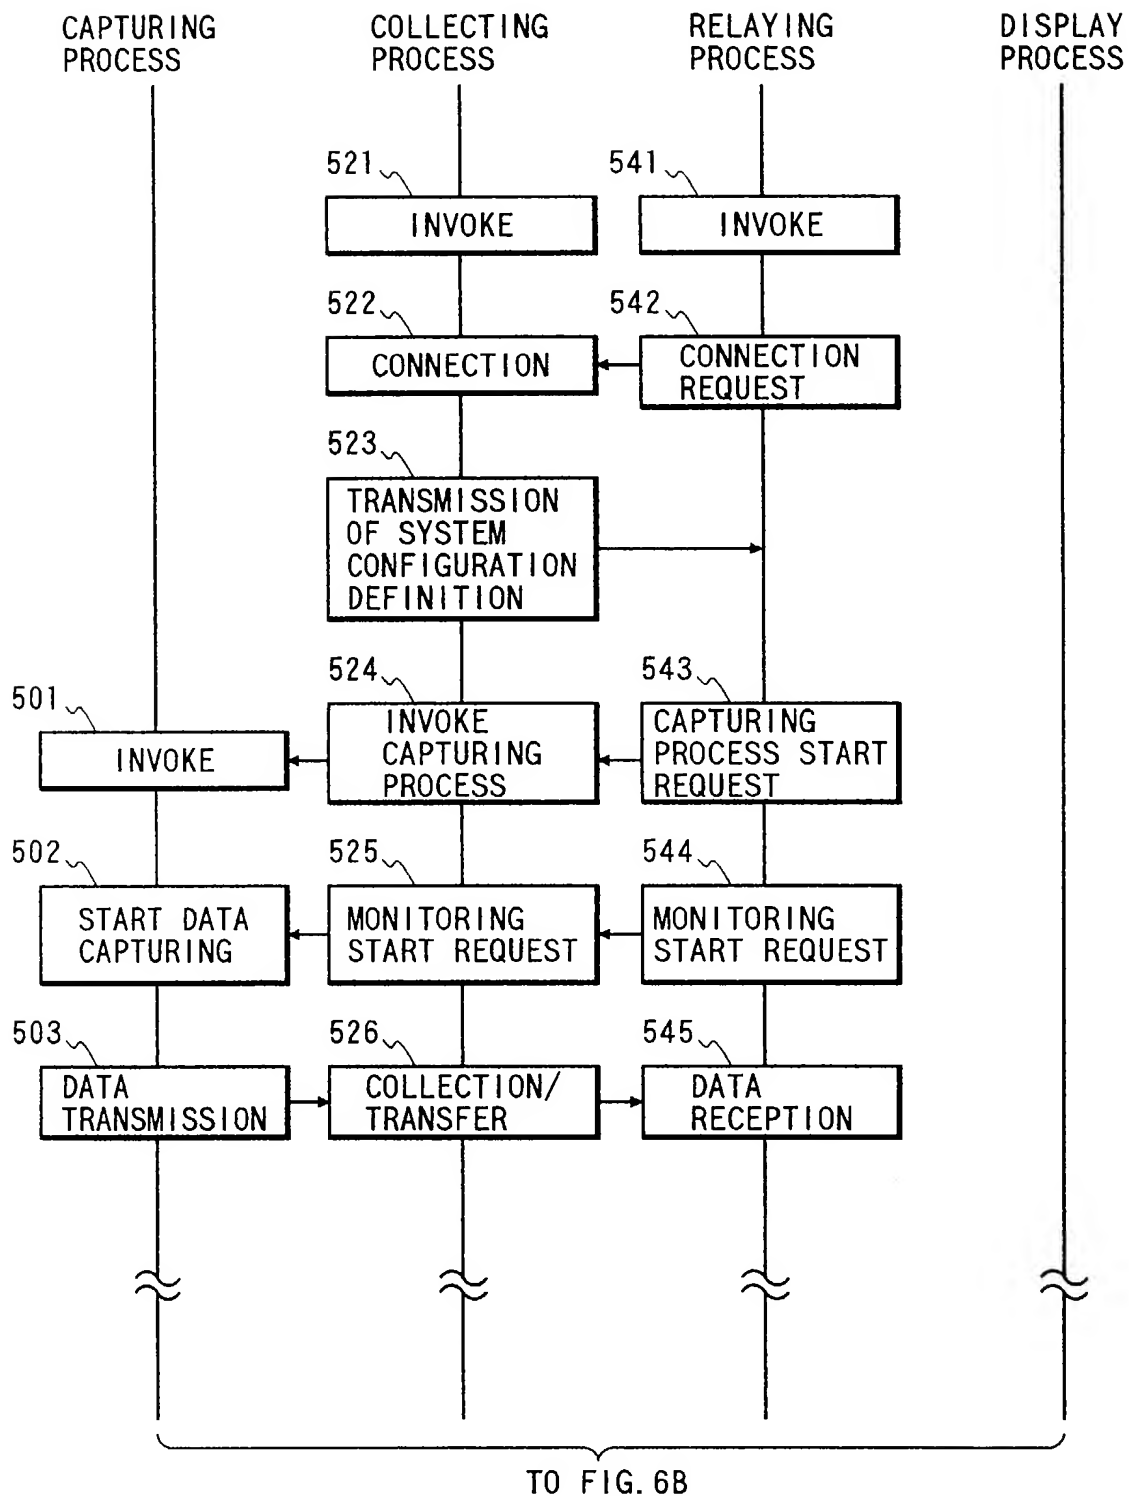 CAPTURING
PROCESS
COLLECTING
PROCESS
RELAYING
PROCESS
DISPLAY
PROCESS
521
INVOKE
541
INVOKE
522
CONNECTION
542
CONNECTION
REQUEST
523
TRANSMISSION
OF SYSTEM
CONFIGURATION
DEFINITION
501
INVOKE
524
INVOKE
CAPTURING
PROCESS
543
CAPTURING
PROCESS START
REQUEST
502
START DATA
CAPTURING
525
MONITORING
START REQUEST
544
MONITORING
START REQUEST
503
DATA
TRANSMISSION
526
COLLECTION/
TRANSFER
545
DATA
RECEPTION
TO FIG. 6B